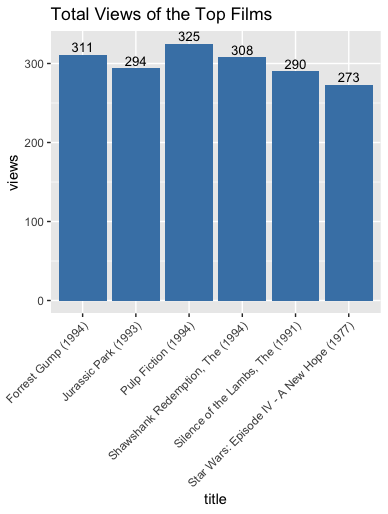 Total Views of the Top Films
325
311
308
294
290
273
300
200
100
0
views
Forrest Gump (1994)
Jurassic Park (1993)
Pulp Fiction (1994)
Shawshank Redemption, The (1994)
Silence of the Lambs, The (1991)
Star Wars: Episode IV - A New Hope (1977)
title